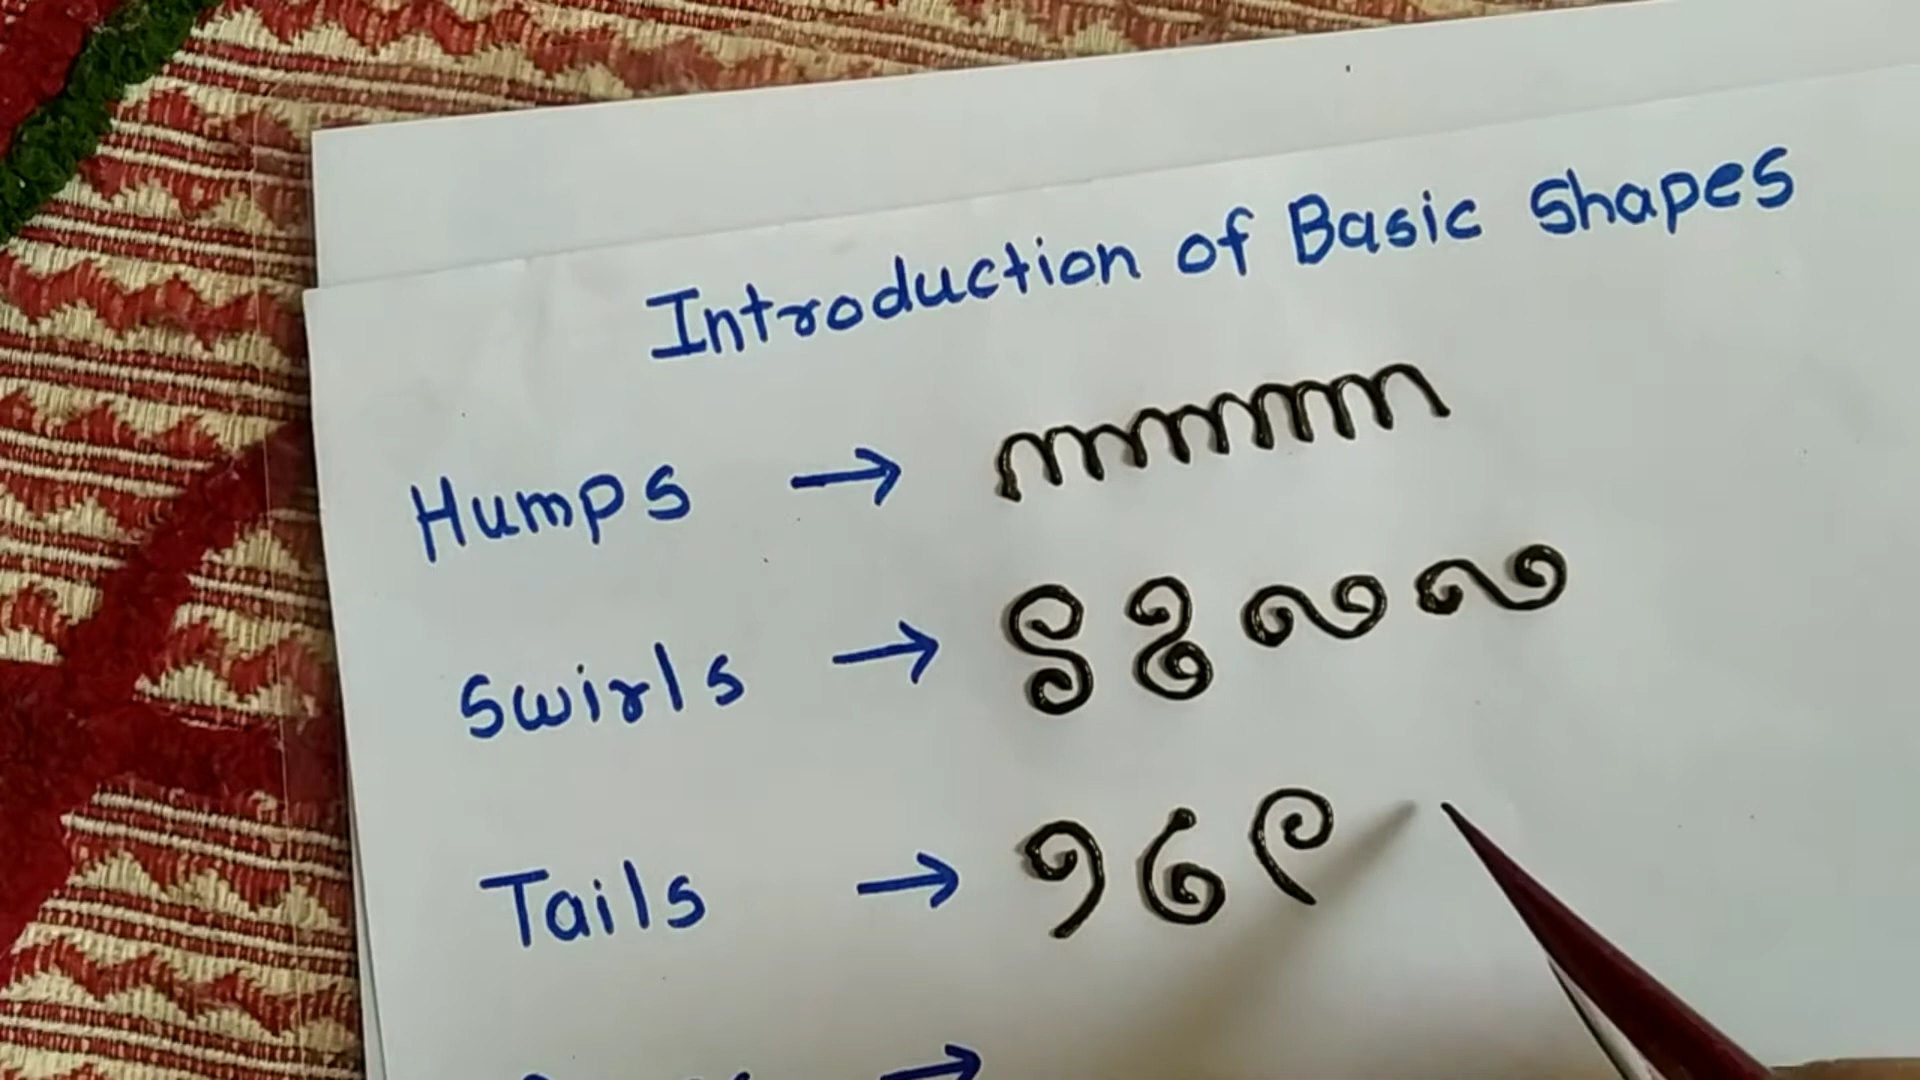 Introduction of Basic Shapes
Humps →
Swirls →
Tails →